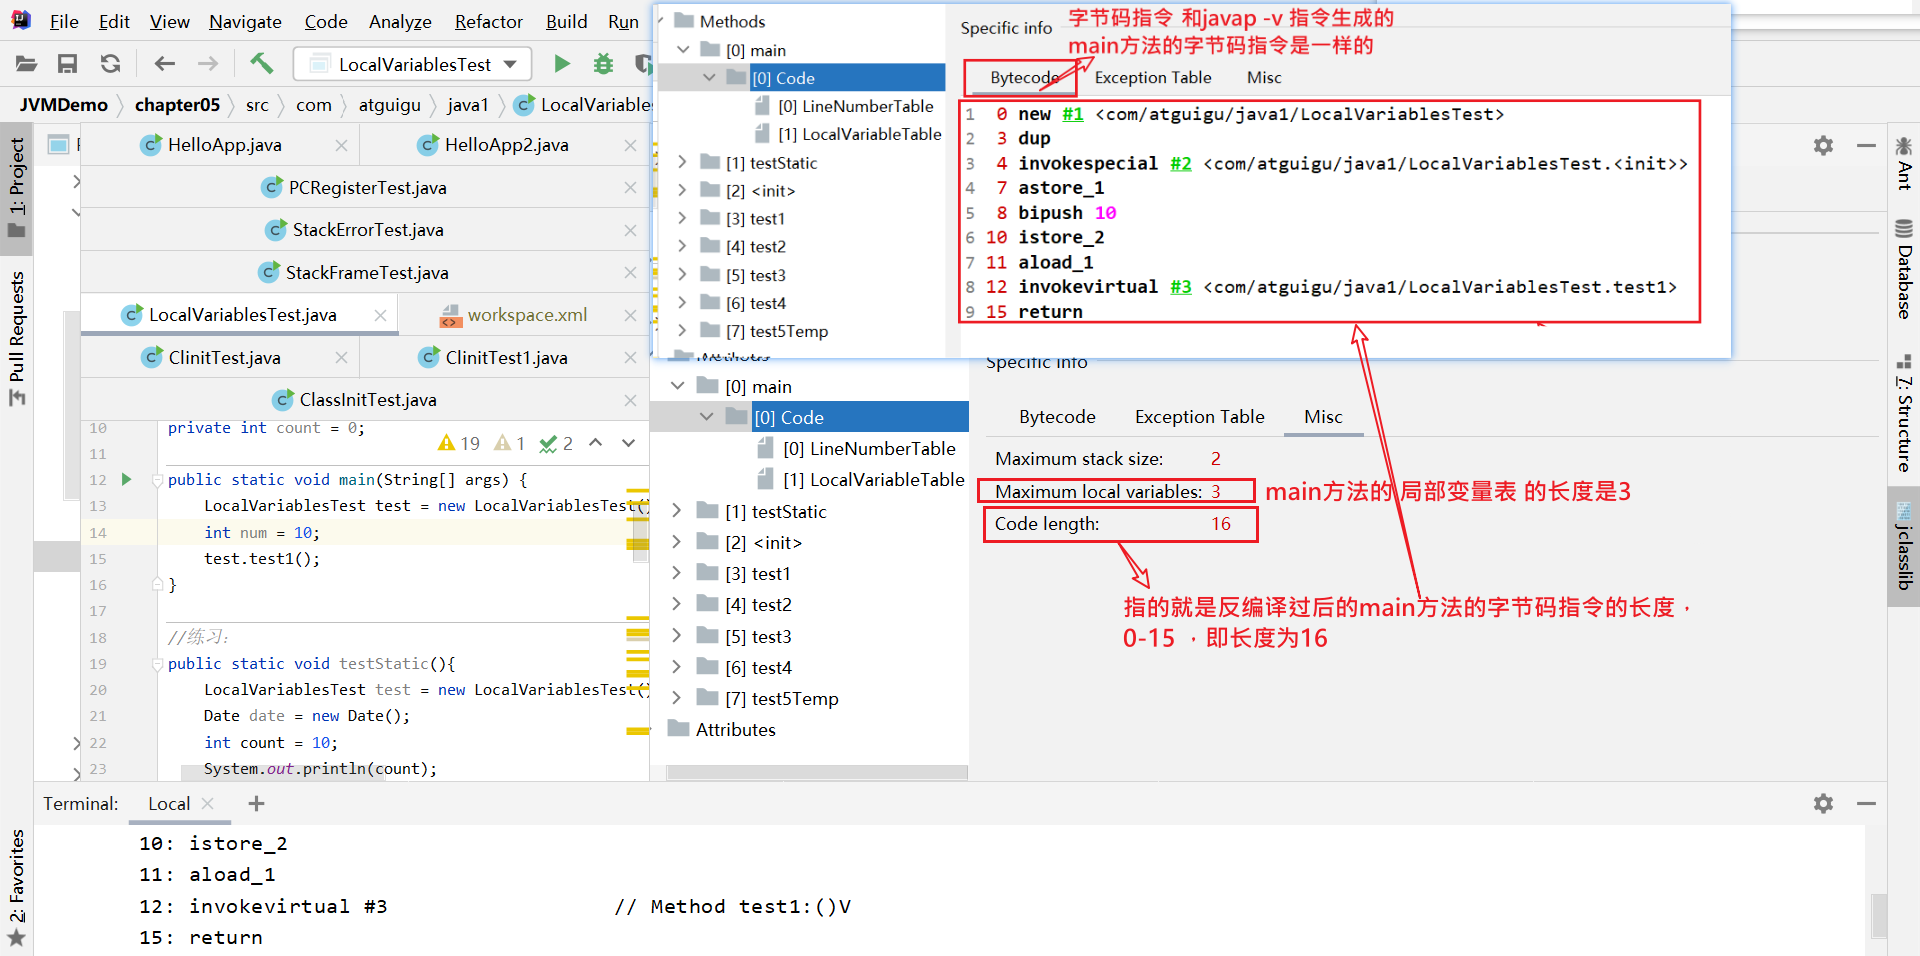 File Edit View Navigate Code Analyze Refactor Build Run
LocalVariablesTest
JVMDemo chapter05 src com atguigu java1 LocalVariables
1: Project
Pull Requests
2: Favorites
HelloApp.java HelloApp2.java
PCRegisterTest.java
StackErrorTest.java
StackFrameTest.java
LocalVariablesTest.java workspace.xml
ClinitTest.java ClinitTest1.java
ClassInitTest.java
19 1 2
10 private int count = 0;
11
12 public static void main(String[] args) {
13 LocalVariablesTest test = new LocalVariablesTest()
14 int num = 10;
15 test.test1();
16 }
17
18 //练习:
19 public static void testStatic(){
20 LocalVariablesTest test = new LocalVariablesTest()
21 Date date = new Date();
22 int count = 10;
23 System.out.println(count);
Methods
[0] main
[0] Code
[0] LineNumberTable
[1] LocalVariableTable
[1] testStatic
[2] <init>
[3] test1
[4] test2
[5] test3
[6] test4
[7] test5Temp
Specific info
字节码指令 和javap -v 指令生成的
main方法的字节码指令是一样的
Bytecode Exception Table Misc
1 0 new #1 <com/atguigu/java1/LocalVariablesTest>
2 3 dup
3 4 invokespecial #2 <com/atguigu/java1/LocalVariablesTest.<init>>
4 7 astore_1
5 8 bipush 10
6 10 istore_2
7 11 aload_1
8 12 invokevirtual #3 <com/atguigu/java1/LocalVariablesTest.test1>
9 15 return
Methods
[0] main
[0] Code
[0] LineNumberTable
[1] LocalVariableTable
[1] testStatic
[2] <init>
[3] test1
[4] test2
[5] test3
[6] test4
[7] test5Temp
Attributes
Specific info
Bytecode Exception Table Misc
Maximum stack size: 2
Maximum local variables: 3 main方法的 局部变量表 的长度是3
Code length: 16
指的就是反编译过后的main方法的字节码指令的长度，
0-15 ，即长度为16
Ant
Database
7: Structure
jclasslib
Terminal: Local
10: istore_2
11: aload_1
12: invokevirtual #3 // Method test1:()V
15: return